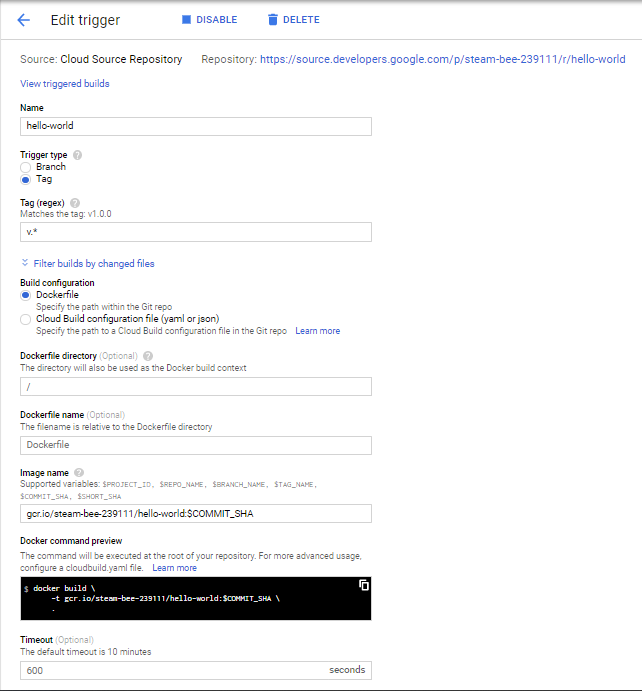 Edit trigger DISABLE DELETE
Source: Cloud Source Repository Repository: https://source.developers.google.com/p/steam-bee-239111/r/hello-world
View triggered builds
Name
hello-world
Trigger type ?
Branch
Tag
Tag (regex) ?
Matches the tag: v1.0.0
v.*
Filter builds by changed files
Build configuration
Dockerfile
Specify the path within the Git repo
Cloud Build configuration file (yaml or json)
Specify the path to a Cloud Build configuration file in the Git repo Learn more
Dockerfile directory (Optional) ?
The directory will also be used as the Docker build context
/
Dockerfile name (Optional)
The filename is relative to the Dockerfile directory
Dockerfile
Image name ?
Supported variables: $PROJECT_ID, $REPO_NAME, $BRANCH_NAME, $TAG_NAME,
$COMMIT_SHA, $SHORT_SHA
gcr.io/steam-bee-239111/hello-world:$COMMIT_SHA
Docker command preview
The command will be executed at the root of your repository. For more advanced usage,
configure a cloudbuild.yaml file. Learn more
$ docker build \
-t gcr.io/steam-bee-239111/hello-world:$COMMIT_SHA \
.
Timeout (Optional)
The default timeout is 10 minutes
600 seconds